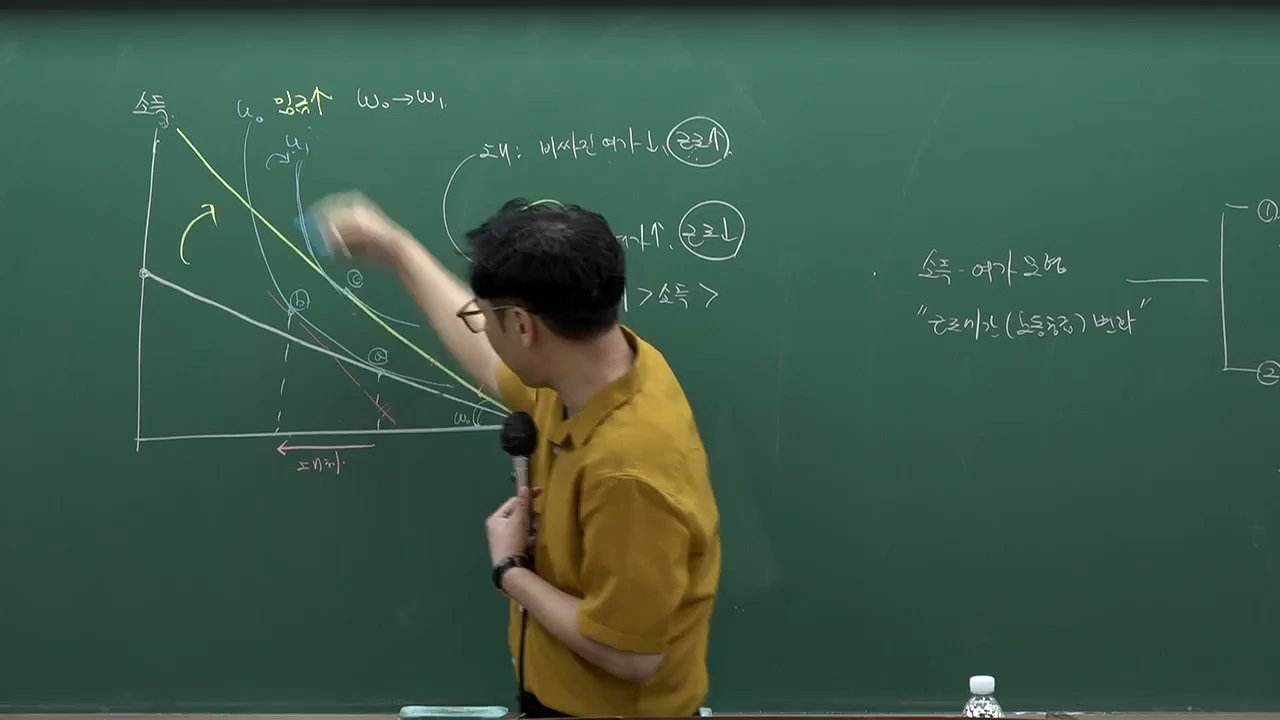 소득
u₀ 임금↑ w₀→w₁
u₁
대: 비싸진 여가↓, 근로↑
여가↑, 근로↓
>소득>
ⓒ
ⓑ
ⓐ
w₀
대체
소득-여가 모형
"근로시간(노동공급) 변화"
①
②